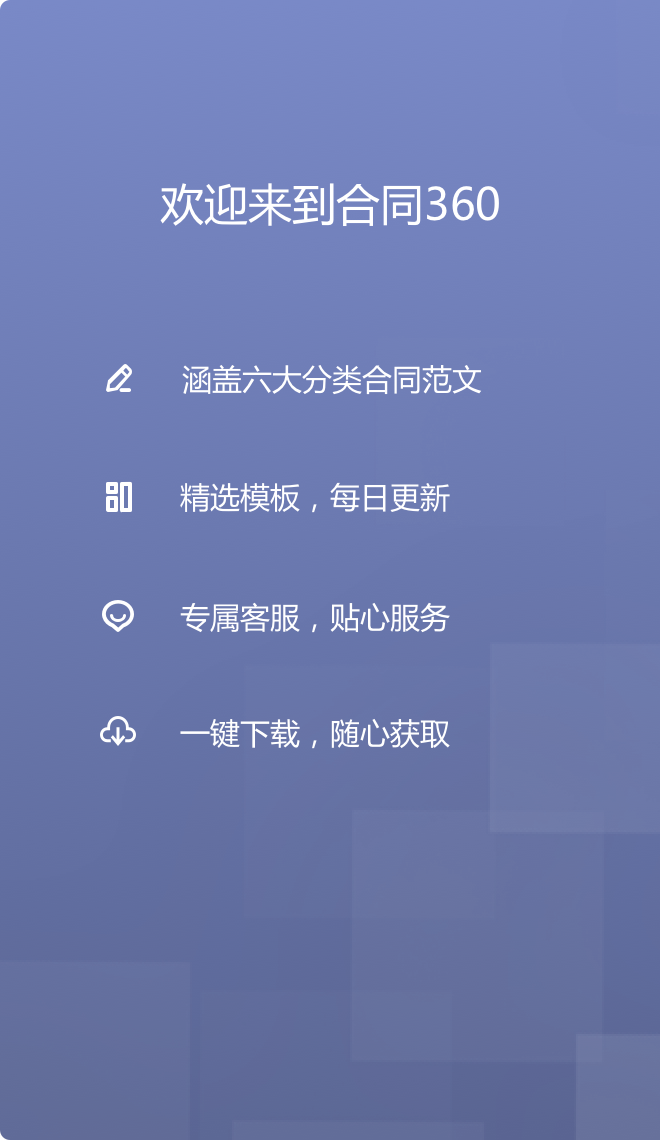 欢迎来到合同360
涵盖六大分类合同范文
精选模板，每日更新
专属客服，贴心服务
一键下载，随心获取